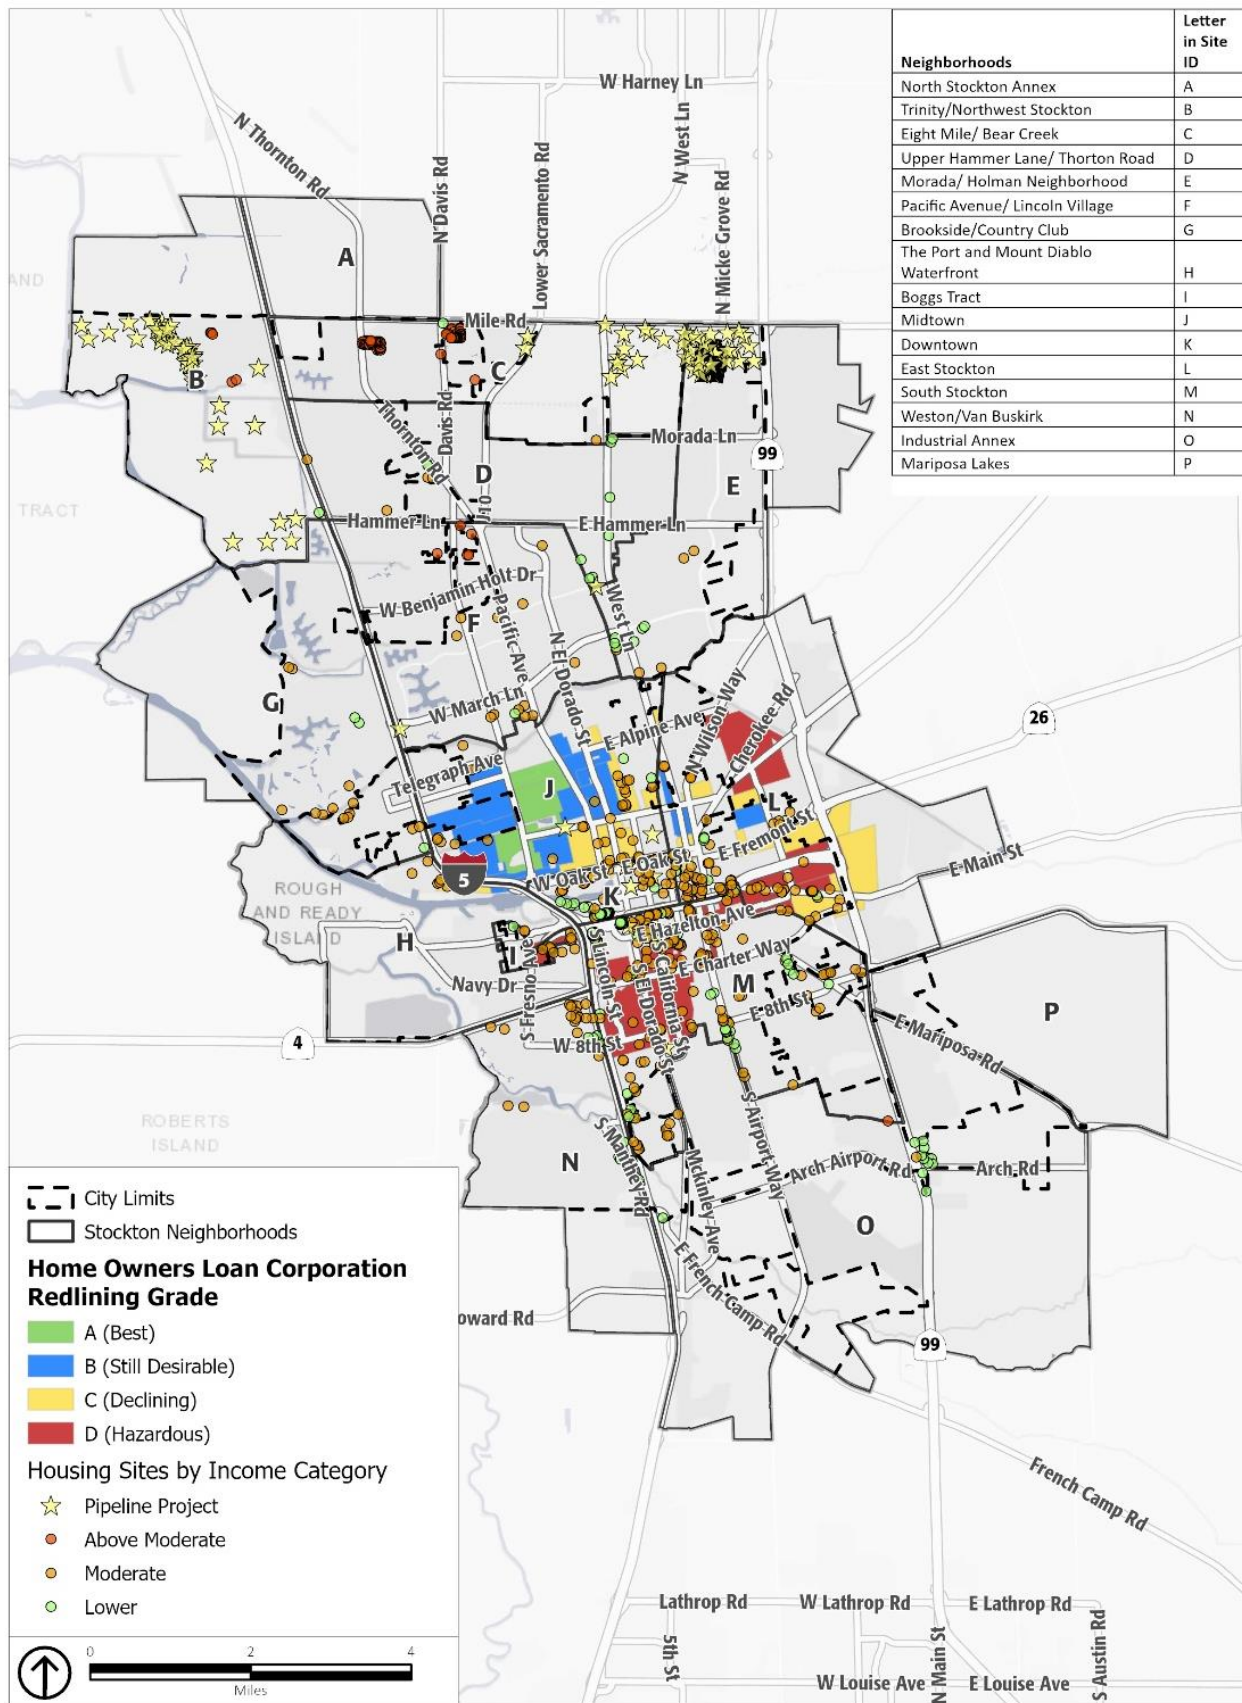 Neighborhoods
Letter
in Site
ID
North Stockton Annex A
Trinity/Northwest Stockton B
Eight Mile/ Bear Creek C
Upper Hammer Lane/ Thorton Road D
Morada/ Holman Neighborhood E
Pacific Avenue/ Lincoln Village F
Brookside/Country Club G
The Port and Mount Diablo
Waterfront H
Boggs Tract I
Midtown J
Downtown K
East Stockton L
South Stockton M
Weston/Van Buskirk N
Industrial Annex O
Mariposa Lakes P
W Harney Ln
N Thornton Rd
N Davis Rd
Lower Sacramento Rd
N West Ln
N Micke Grove Rd
A
AND
Mile Rd
B
C
Thornton Rd
Davis Rd
Morada Ln
99
D
E
J10
TRACT
Hammer Ln
E Hammer Ln
W Benjamin Holt Dr
F
Pacific Ave
N El Dorado St
West Ln
G
W March Ln
N Wilson Way
Cherokee Rd
26
E Alpine Ave
Telegraph Ave
J
L
E Fremont St
E Main St
5
W Oak St
E Oak St
K
ROUGH
AND READY
ISLAND
H
I
E Hazelton Ave
E Charter Way
Navy Dr
S Fresno Ave
S Lincoln St
S El Dorado St
S California St
M
E 8th St
W 8th St
P
E Mariposa Rd
4
ROBERTS
ISLAND
F
N
S Manthey Rd
Mckinley Ave
S Airport Way
Arch Airport Rd
Arch Rd
O
E French Camp Rd
oward Rd
99
French Camp Rd
Lathrop Rd
W Lathrop Rd
E Lathrop Rd
5th St
N Main St
S Austin Rd
W Louise Ave
E Louise Ave
City Limits
Stockton Neighborhoods
Home Owners Loan Corporation
Redlining Grade
A (Best)
B (Still Desirable)
C (Declining)
D (Hazardous)
Housing Sites by Income Category
Pipeline Project
Above Moderate
Moderate
Lower
0 2 4
Miles